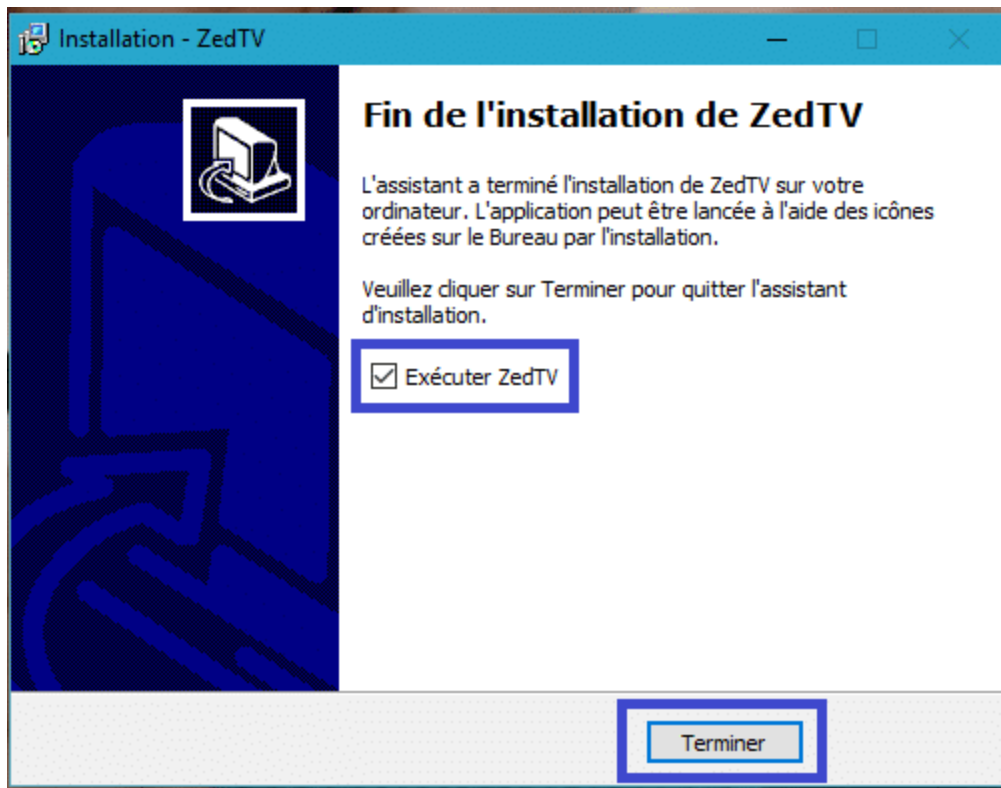 Installation - ZedTV
Fin de l'installation de ZedTV
L'assistant a terminé l'installation de ZedTV sur votre
ordinateur. L'application peut être lancée à l'aide des icônes
créées sur le Bureau par l'installation.
Veuillez cliquer sur Terminer pour quitter l'assistant
d'installation.
Exécuter ZedTV
Terminer